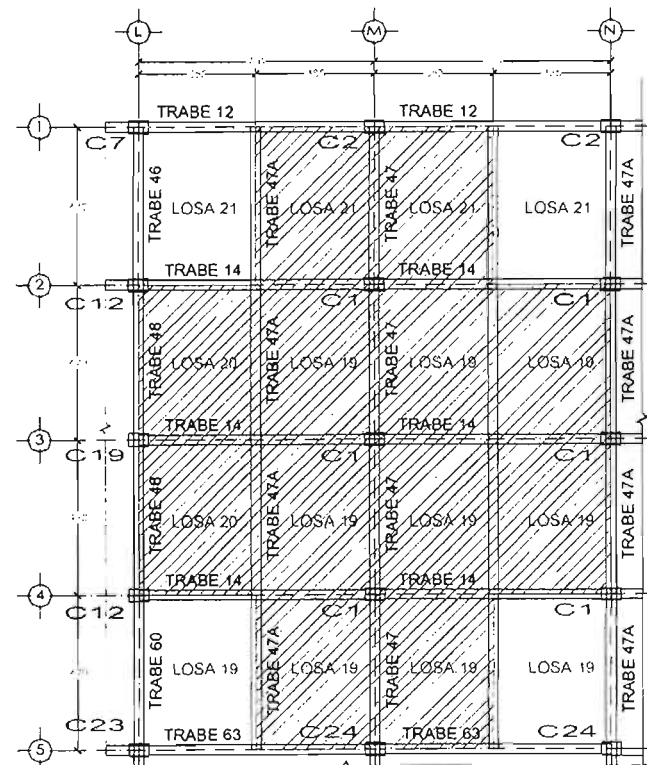 L M N
TRABE 12 TRABE 12
1
C7 C2 C2
TRABE 46 TRABE 47A TRABE 47 TRABE 47A
LOSA 21 LOSA 21 LOSA 21 LOSA 21
TRABE 14 TRABE 14
2
C12 C1 C1
TRABE 48 TRABE 47A TRABE 47 TRABE 47A
LOSA 20 LOSA 19 LOSA 19 LOSA 19
TRABE 14 TRABE 14
3
C19 C1 C1
TRABE 48 TRABE 47A TRABE 47 TRABE 47A
LOSA 20 LOSA 19 LOSA 19 LOSA 19
TRABE 14 TRABE 14
4
C12 C1 C1
TRABE 60 TRABE 47A TRABE 47 TRABE 47A
LOSA 19 LOSA 19 LOSA 19 LOSA 19
C23 TRABE 63 C24 TRABE 63 C24
5